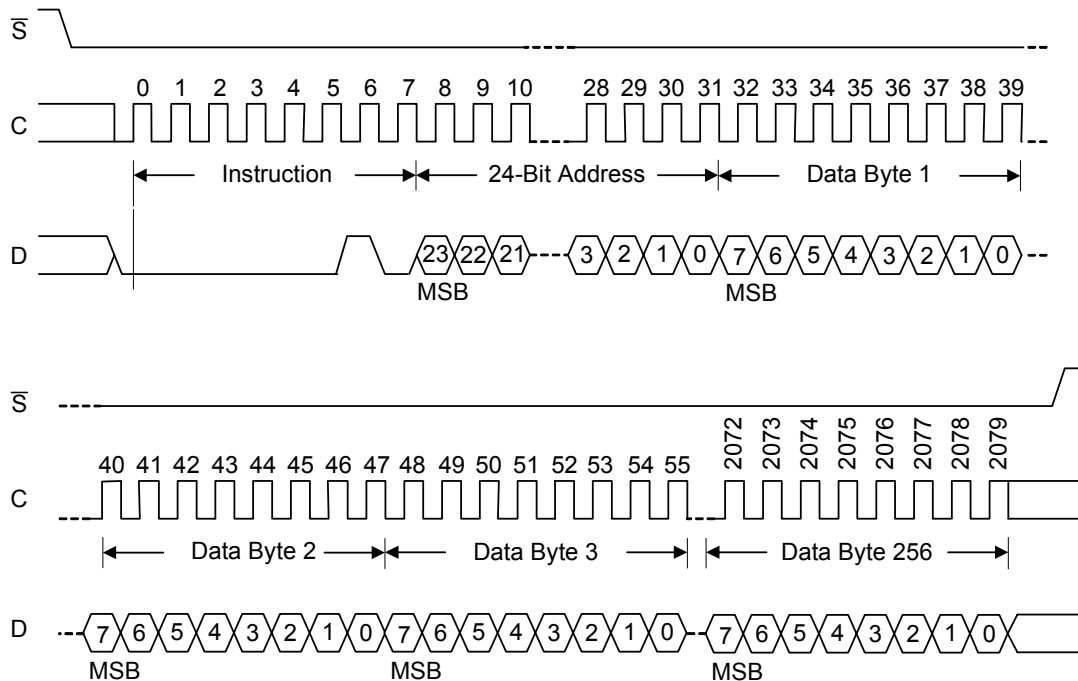 S̅
0 1 2 3 4 5 6 7 8 9 10 28 29 30 31 32 33 34 35 36 37 38 39
C
Instruction 24-Bit Address Data Byte 1
D 23 22 21 3 2 1 0 7 6 5 4 3 2 1 0
MSB MSB
S̅
40 41 42 43 44 45 46 47 48 49 50 51 52 53 54 55 2072 2073 2074 2075 2076 2077 2078 2079
C
Data Byte 2 Data Byte 3 Data Byte 256
D 7 6 5 4 3 2 1 0 7 6 5 4 3 2 1 0 7 6 5 4 3 2 1 0
MSB MSB MSB